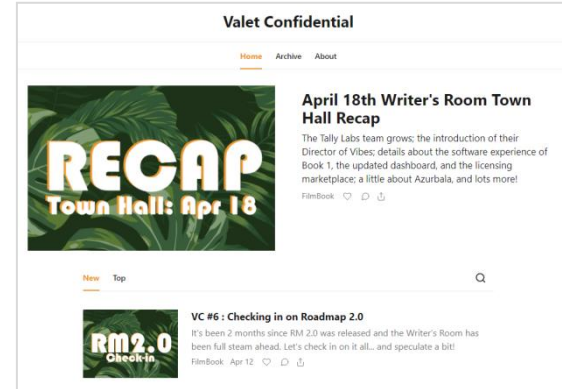 Valet Confidential
Home Archive About
RECAP
Town Hall: Apr 18
April 18th Writer's Room Town
Hall Recap
The Tally Labs team grows; the introduction of their
Director of Vibes; details about the software experience of
Book 1, the updated dashboard, and the licensing
marketplace; a little about Azurbala, and lots more!
FilmBook
New Top
RM2.0
Check-in
VC #6 : Checking in on Roadmap 2.0
It's been 2 months since RM 2.0 was released and the Writer's Room has
been full steam ahead. Let's check in on it all... and speculate a bit!
FilmBook Apr 12